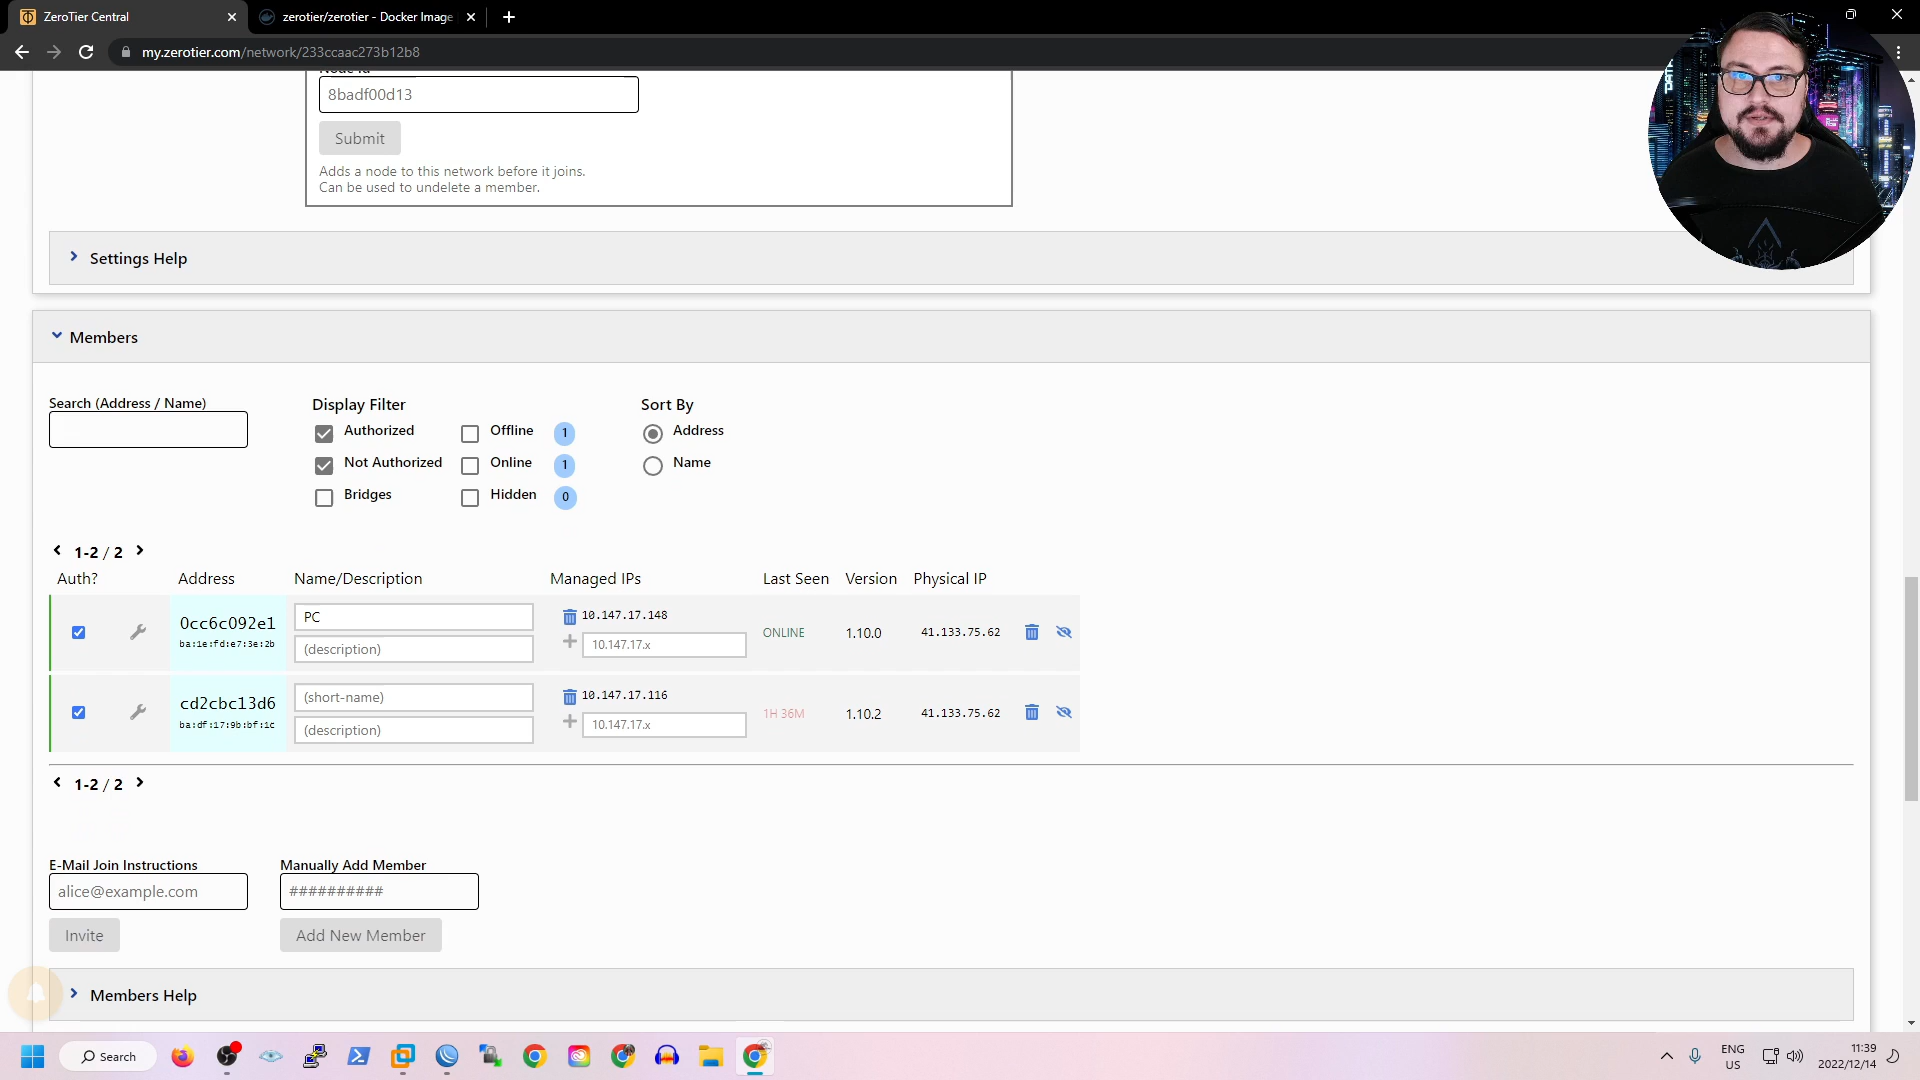 ZeroTier Central
zerotier/zerotier - Docker Image
my.zerotier.com/network/233ccaac273b12b8
Node Id
8badf00d13
Submit
Adds a node to this network before it joins.
Can be used to undelete a member.
Settings Help
Members
Search (Address / Name)
Display Filter
Sort By
Authorized
Offline
1
Address
Not Authorized
Online
1
Name
Bridges
Hidden
0
1-2 / 2
Auth?
Address
Name/Description
Managed IPs
Last Seen
Version
Physical IP
0cc6c092e1
ba:1e:fd:e7:3e:2b
PC
(description)
10.147.17.148
10.147.17.x
ONLINE
1.10.0
41.133.75.62
cd2cbc13d6
ba:df:17:9b:bf:1c
(short-name)
(description)
10.147.17.116
10.147.17.x
1H 36M
1.10.2
41.133.75.62
1-2 / 2
E-Mail Join Instructions
Manually Add Member
alice@example.com
##########
Invite
Add New Member
Members Help
Search
ENG
US
11:39
2022/12/14